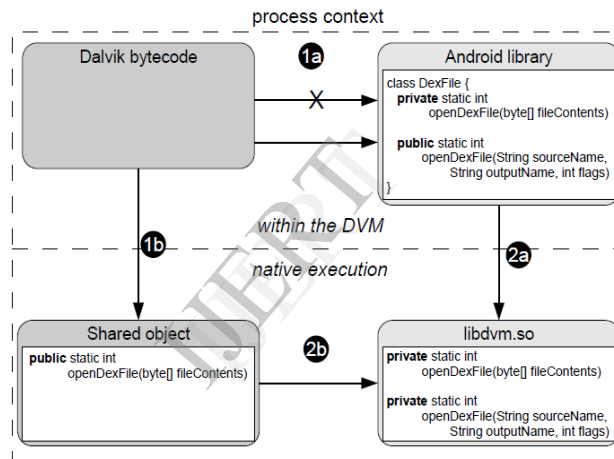 process context
Dalvik bytecode
1a
X
Android library
class DexFile {
private static int
openDexFile(byte[] fileContents)
public static int
openDexFile(String sourceName,
String outputName, int flags)
}
1b
within the DVM
2a
native execution
IJERT
Shared object
public static int
openDexFile(byte[] fileContents)
2b
libdvm.so
private static int
openDexFile(byte[] fileContents)
private static int
openDexFile(String sourceName,
String outputName, int flags)